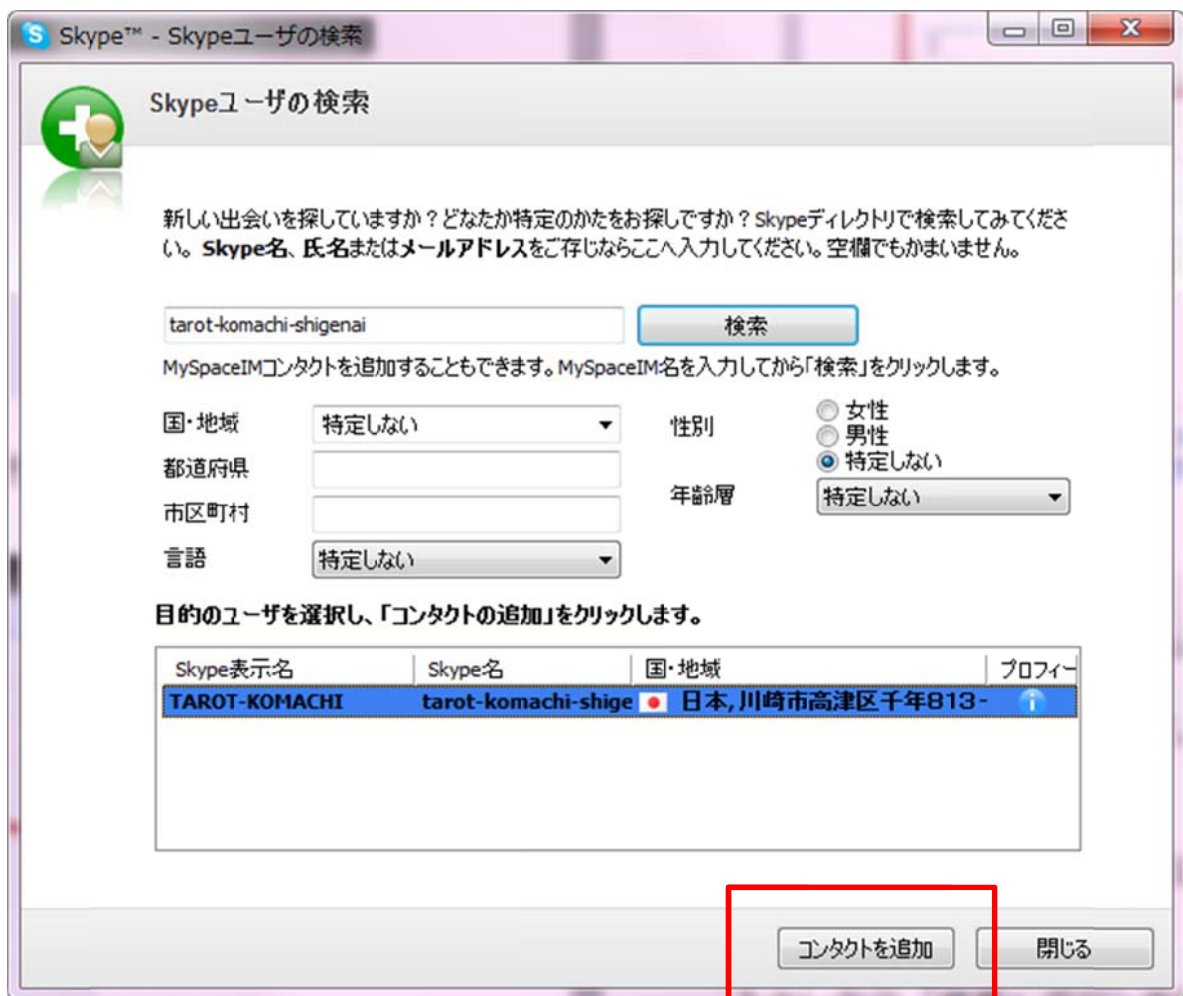 Skype™ - Skypeユーザの検索
Skypeユーザの検索
新しい出会いを探していますか？どなたか特定のかたをお探しですか？Skypeディレクトリで検索してみてくださ
い。Skype名、氏名またはメールアドレスをご存じならここへ入力してください。空欄でもかまいません。
tarot-komachi-shigenai 検索
MySpaceIMコンタクトを追加することもできます。MySpaceIM名を入力してから「検索」をクリックします。
国・地域 特定しない 性別 女性
男性
特定しない
都道府県
年齢層 特定しない
市区町村
言語 特定しない
目的のユーザを選択し、「コンタクトの追加」をクリックします。
Skype表示名 Skype名 国・地域 プロフィー
TAROT-KOMACHI tarot-komachi-shige 日本, 川崎市高津区千年813-
コンタクトを追加 閉じる